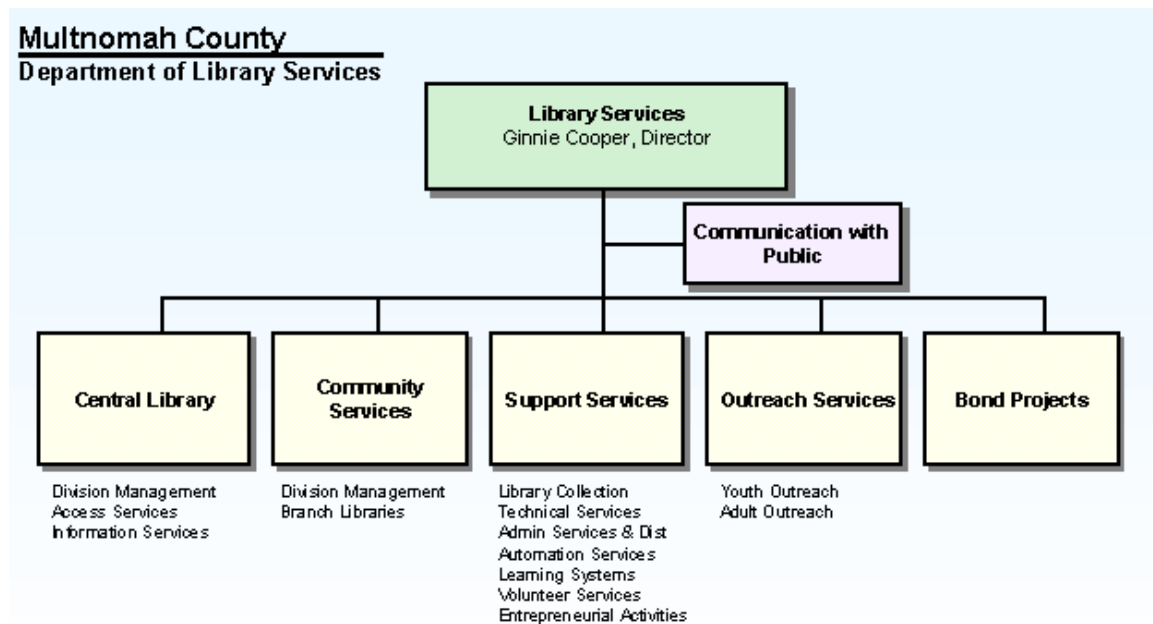 Multnomah County
Department of Library Services
Library Services
Ginnie Cooper, Director
Communication with
Public
Central Library
Community
Services
Support Services
Outreach Services
Bond Projects
Division Management
Access Services
Information Services
Division Management
Branch Libraries
Library Collection
Technical Services
Admin Services & Dist
Automation Services
Learning Systems
Volunteer Services
Entrepreneurial Activities
Youth Outreach
Adult Outreach